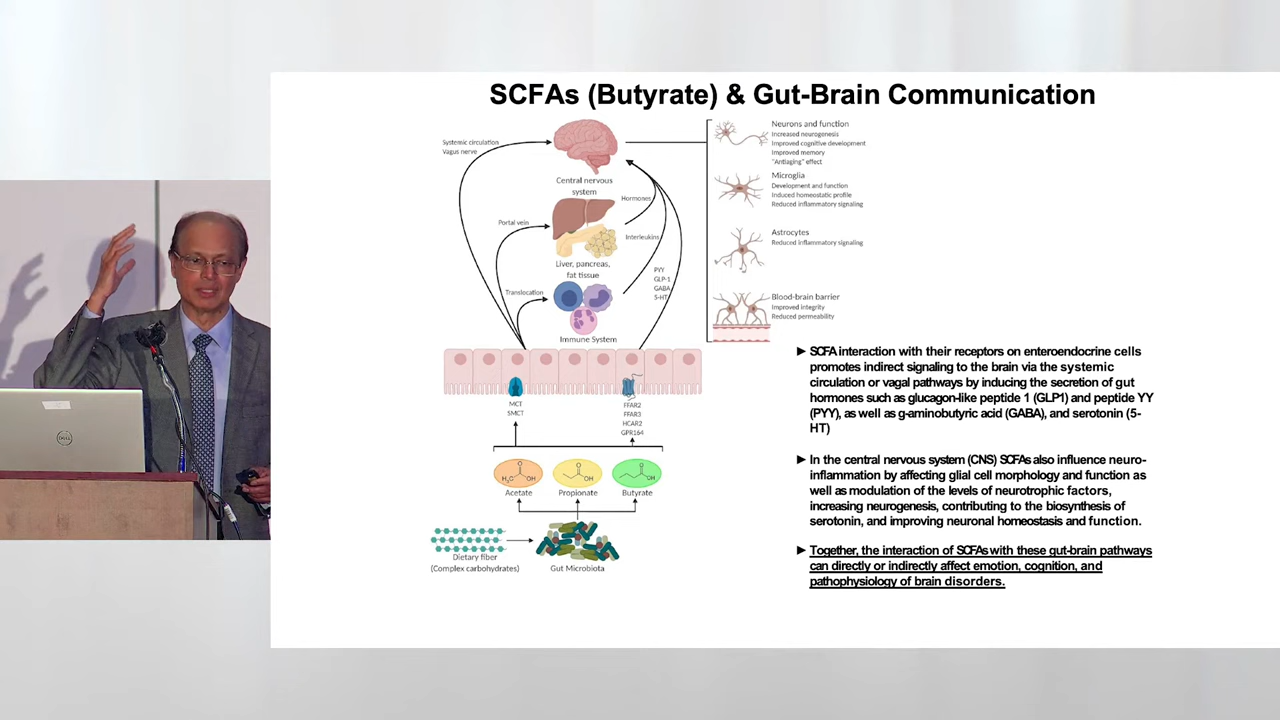 SCFAs (Butyrate) & Gut-Brain Communication
Systemic circulation
Vagus nerve
Central nervous
system
Portal vein
Hormones
Interleukins
Liver, pancreas,
fat tissue
Translocation
PYY
GLP-1
GABA
5-HT
Immune System
MCT
SMCT
FFAR2
FFAR3
HCAR2
GPR164
H₃C
O
OH
O
OH
O
OH
Acetate
Propionate
Butyrate
Dietary fiber
(Complex carbohydrates)
Gut Microbiota
Neurons and function
Increased neurogenesis
Improved cognitive development
Improved memory
"Antiaging" effect
Microglia
Development and function
Induced homeostatic profile
Reduced inflammatory signaling
Astrocytes
Reduced inflammatory signaling
Blood-brain barrier
Improved integrity
Reduced permeability
► SCFA interaction with their receptors on enteroendocrine cells
promotes indirect signaling to the brain via the systemic
circulation or vagal pathways by inducing the secretion of gut
hormones such as glucagon-like peptide 1 (GLP1) and peptide YY
(PYY), as well as g-aminobutyric acid (GABA), and serotonin (5-
HT)
► In the central nervous system (CNS) SCFAs also influence neuro-
inflammation by affecting glial cell morphology and function as
well as modulation of the levels of neurotrophic factors,
increasing neurogenesis, contributing to the biosynthesis of
serotonin, and improving neuronal homeostasis and function.
► Together, the interaction of SCFAs with these gut-brain pathways
can directly or indirectly affect emotion, cognition, and
pathophysiology of brain disorders.
DELL